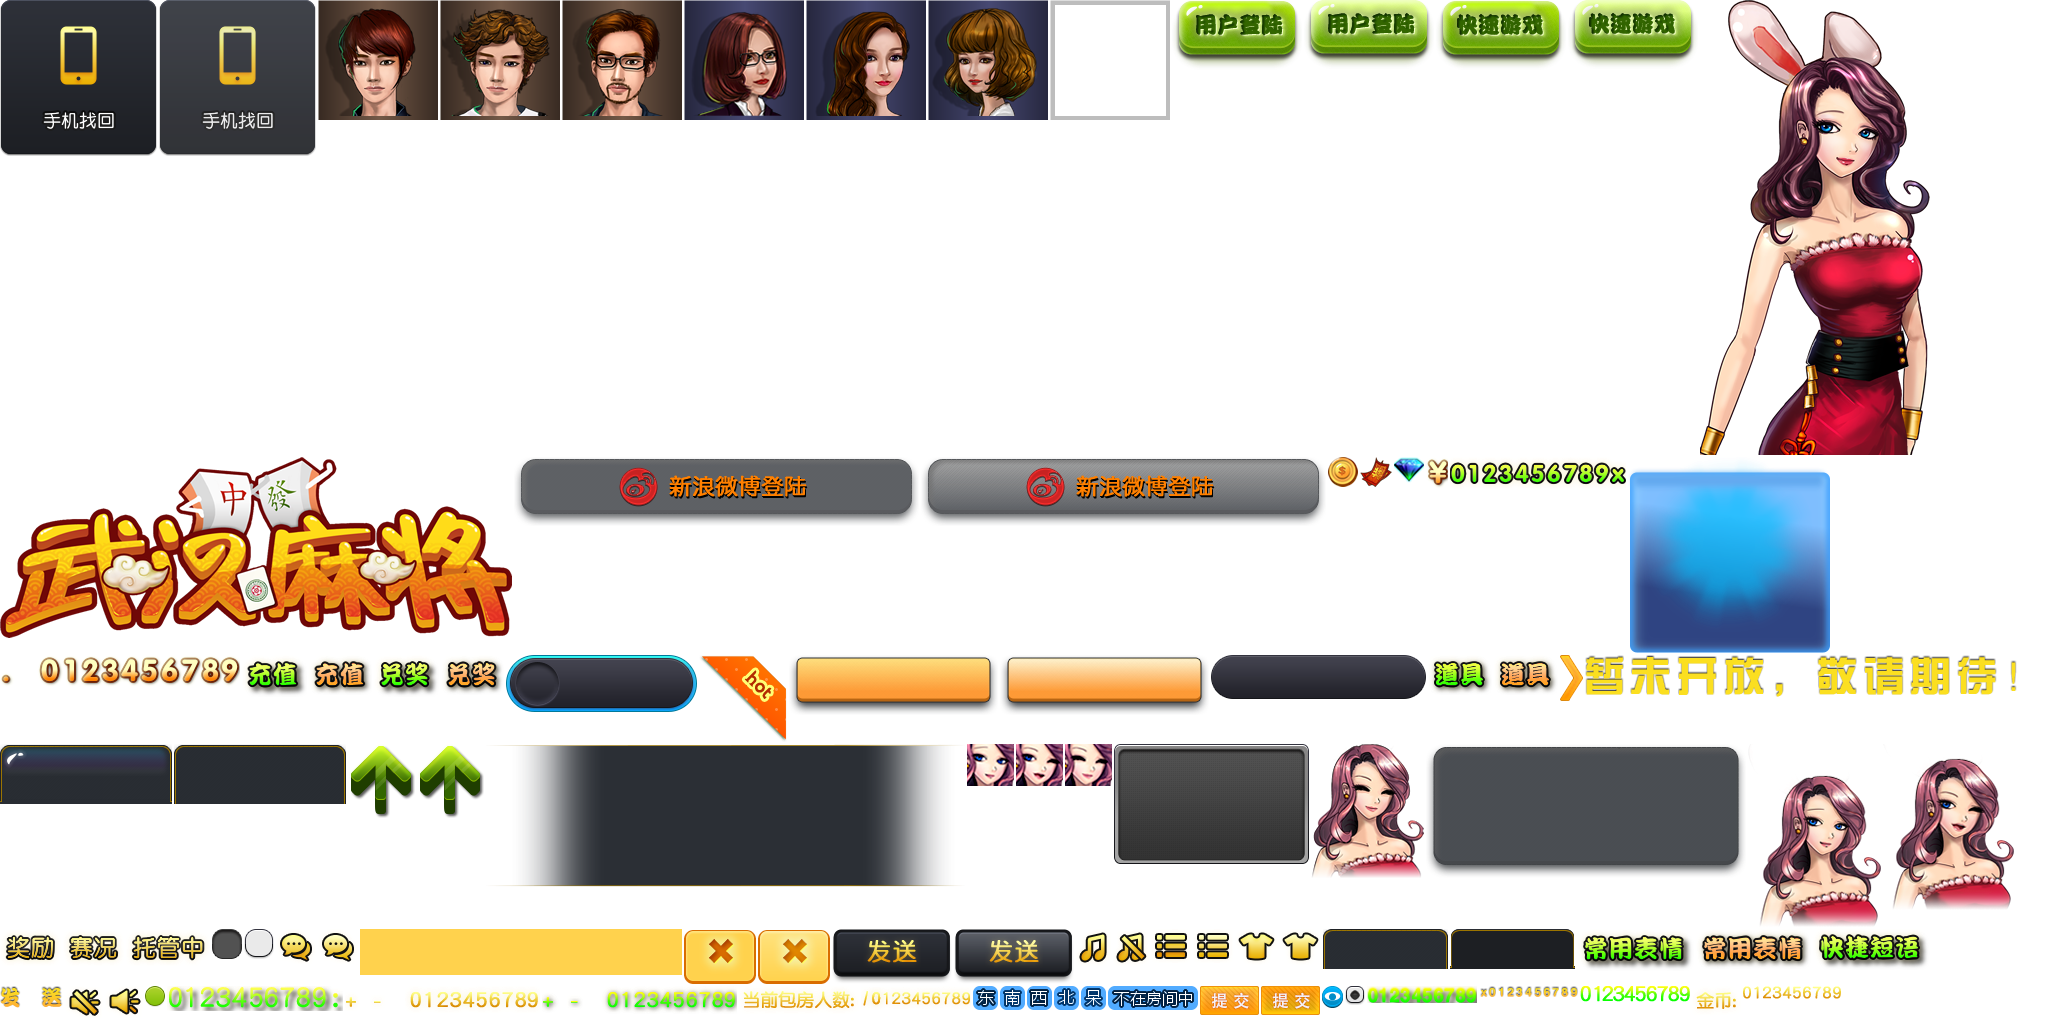 手机找回 手机找回
用户登陆 用户登陆 快速游戏 快速游戏
中 發
武汉麻将
新浪微博登陆 新浪微博登陆
¥0123456789x
. 0123456789 充值 充值 兑奖 兑奖
hot
道具 道具
暂未开放，敬请期待！
奖励 赛况 托管中
发送 发送
常用表情 常用表情 快捷短语
发 送
0123456789:+ - 0123456789+ - 0123456789
当前包房人数: /0123456789
东 南 西 北 呆 不在房间中
提 交 提 交
0123456789 x0123456789 0123456789
金币: 0123456789